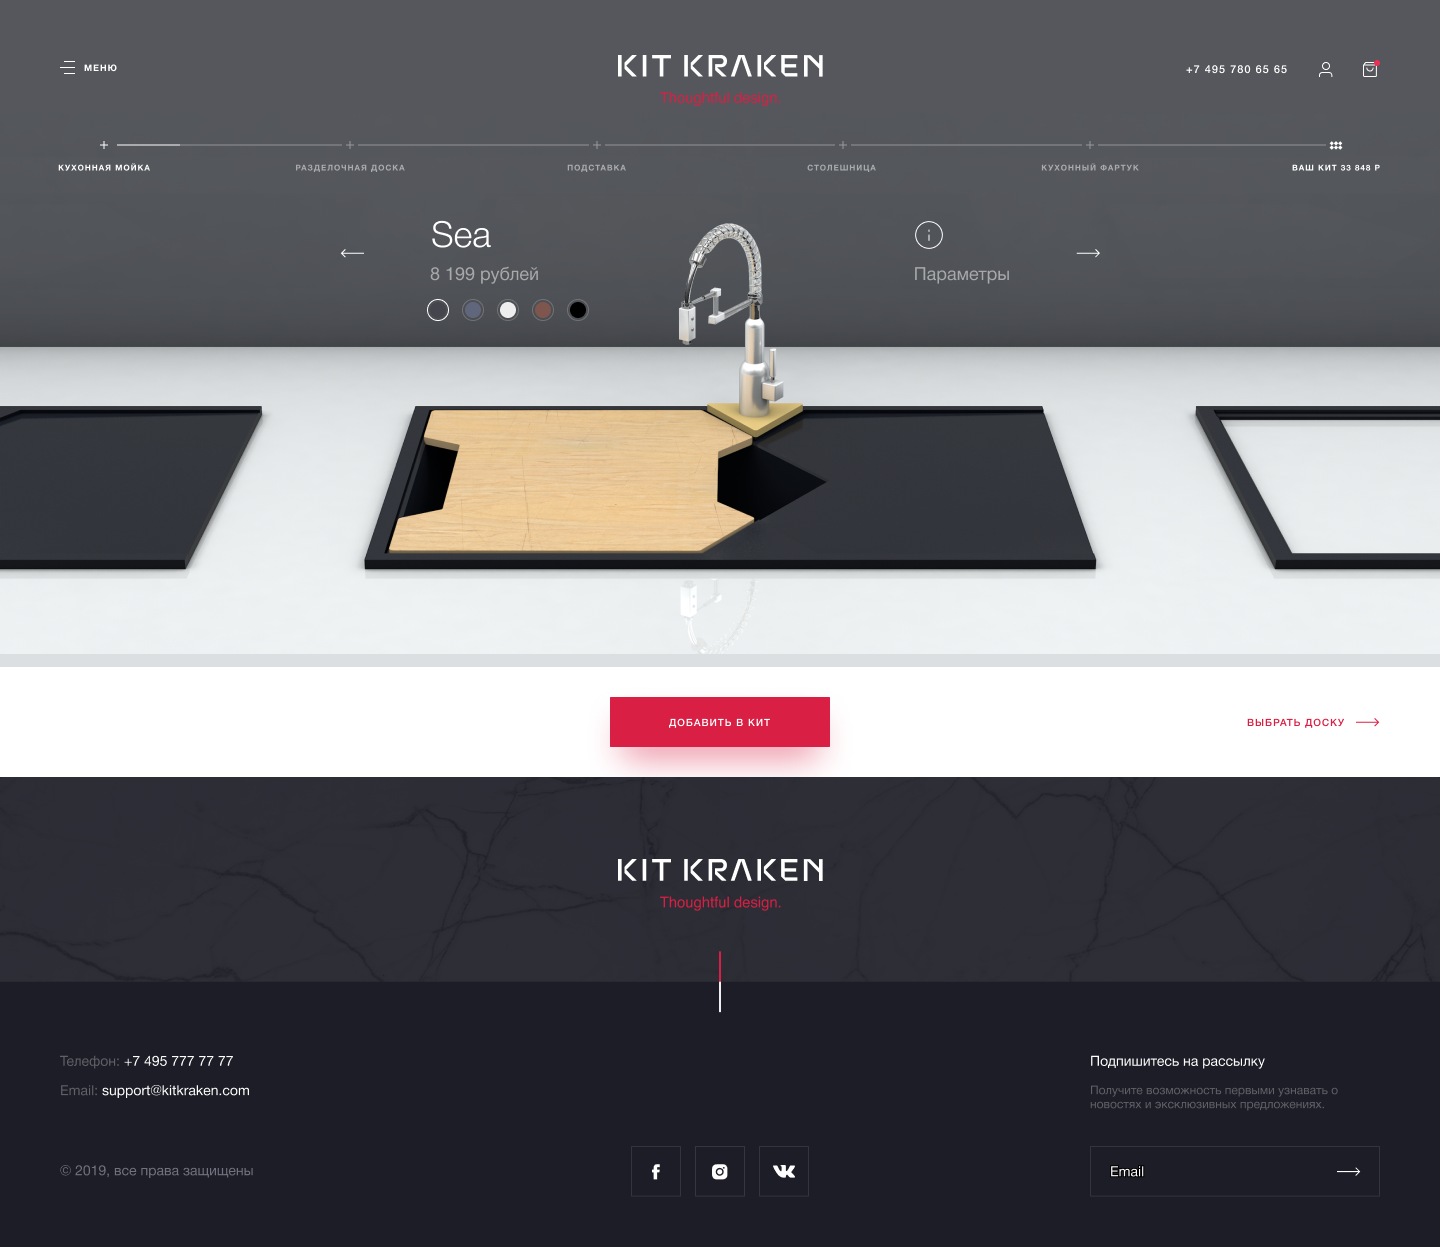 МЕНЮ
KIT KRAKEN
Thoughtful design.
+7 495 780 65 65
КУХОННАЯ МОЙКА
РАЗДЕЛОЧНАЯ ДОСКА
ПОДСТАВКА
СТОЛЕШНИЦА
КУХОННЫЙ ФАРТУК
ВАШ КИТ 33 848 Р
Sea
8 199 рублей
Параметры
ДОБАВИТЬ В КИТ
ВЫБРАТЬ ДОСКУ
KIT KRAKEN
Thoughtful design.
Телефон: +7 495 777 77 77
Email: support@kitkraken.com
© 2019, все права защищены
Подпишитесь на рассылку
Получите возможность первыми узнавать о
новостях и эксклюзивных предложениях.
Email